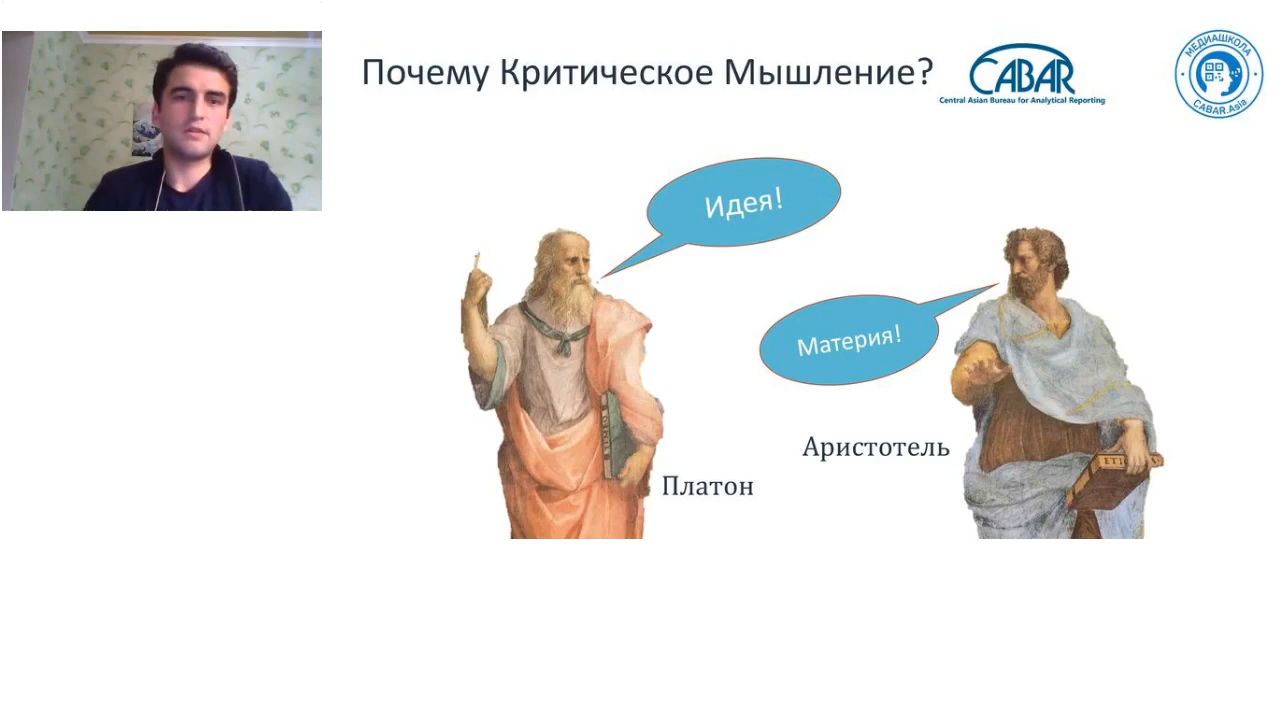 Почему Критическое Мышление?
CABAR
Central Asian Bureau for Analytical Reporting
МЕДИАШКОЛА
CABAR.Asia
Идея!
Материя!
Аристотель
Платон